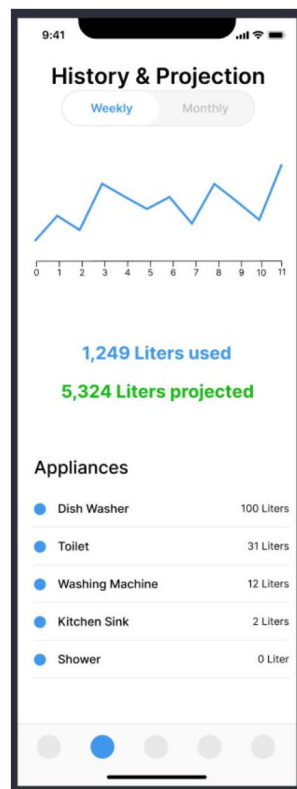 9:41
History & Projection
Weekly Monthly
0 1 2 3 4 5 6 7 8 9 10 11
1,249 Liters used
5,324 Liters projected
Appliances
Dish Washer 100 Liters
Toilet 31 Liters
Washing Machine 12 Liters
Kitchen Sink 2 Liters
Shower 0 Liter